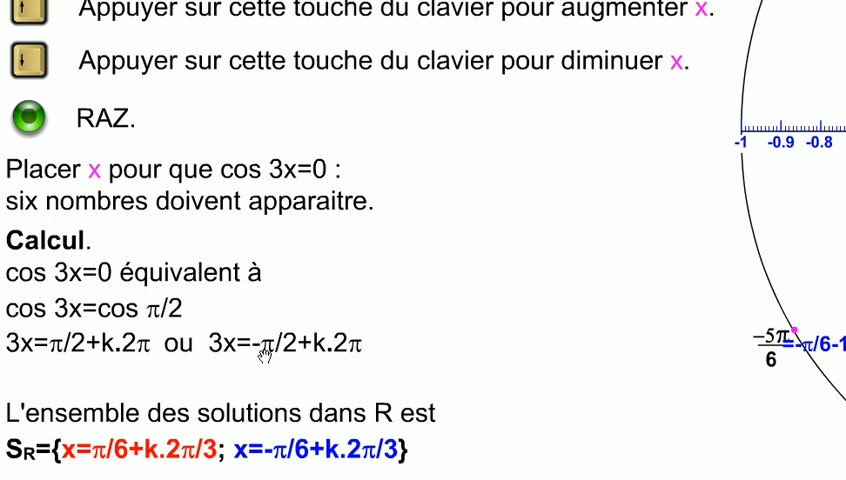 Appuyer sur cette touche du clavier pour augmenter x.
Appuyer sur cette touche du clavier pour diminuer x.
RAZ.
Placer x pour que cos 3x=0 :
six nombres doivent apparaitre.
Calcul.
cos 3x=0 équivalent à
cos 3x=cos π/2
3x=π/2+k.2π ou 3x=-π/2+k.2π
L'ensemble des solutions dans R est
SR={x=π/6+k.2π/3; x=-π/6+k.2π/3}
-1 -0.9 -0.8
−5π
6
=-π/6-1